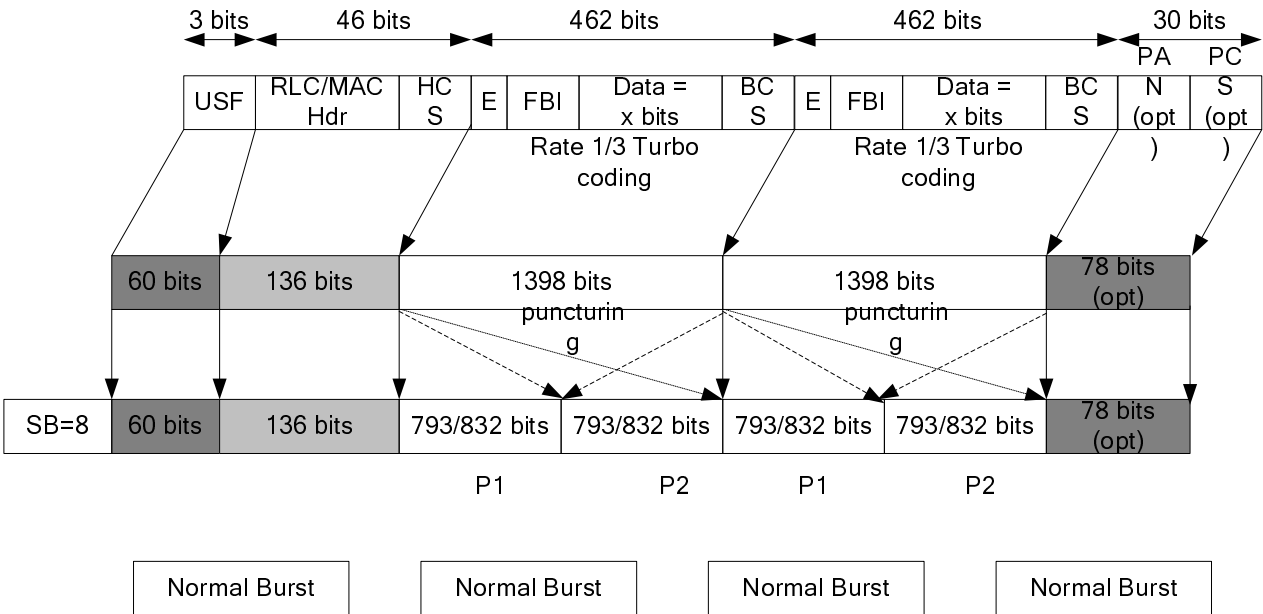 3 bits 46 bits 462 bits 462 bits 30 bits
USF RLC/MAC Hdr HC S E FBI Data = x bits BC S E FBI Data = x bits BC S PA N (opt ) PC S (opt )
Rate 1/3 Turbo coding Rate 1/3 Turbo coding
60 bits 136 bits 1398 bits 1398 bits 78 bits (opt)
puncturin g puncturin g
SB=8 60 bits 136 bits 793/832 bits 793/832 bits 793/832 bits 793/832 bits 78 bits (opt)
P1 P2 P1 P2
Normal Burst Normal Burst Normal Burst Normal Burst